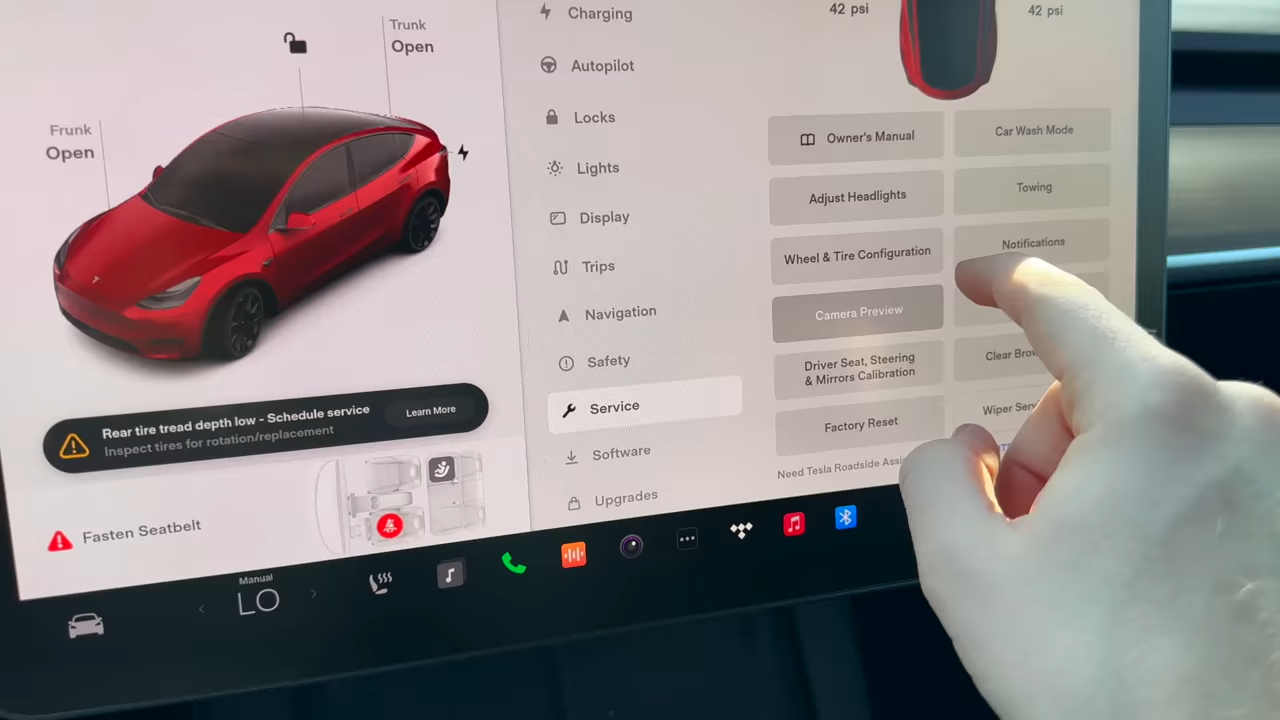 Trunk
Open
Frunk
Open
Rear tire tread depth low - Schedule service
Inspect tires for rotation/replacement
Learn More
Fasten Seatbelt
Manual
LO
Charging
Autopilot
Locks
Lights
Display
Trips
Navigation
Safety
Service
Software
Upgrades
42 psi
42 psi
Owner's Manual
Car Wash Mode
Adjust Headlights
Towing
Wheel & Tire Configuration
Notifications
Camera Preview
Driver Seat, Steering
& Mirrors Calibration
Clear
Factory Reset
Wiper
Need Tesla Roadside